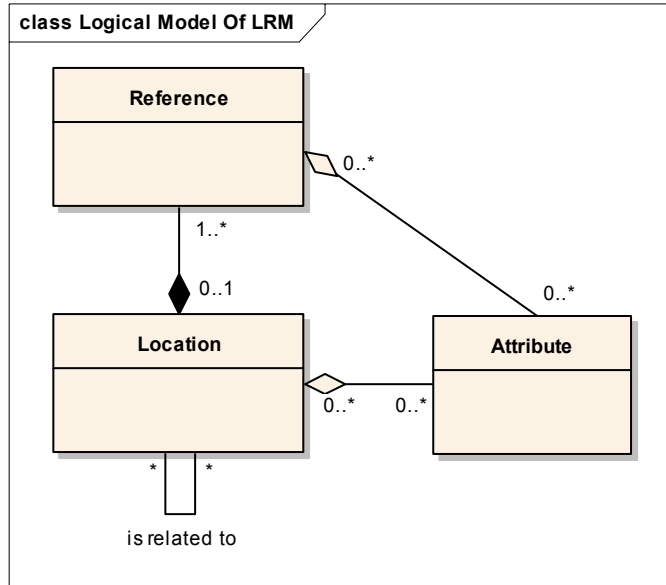 class Logical Model Of LRM
Reference
0..*
1..*
0..1
0..*
Location
Attribute
0..*
0..*
*
*
is related to